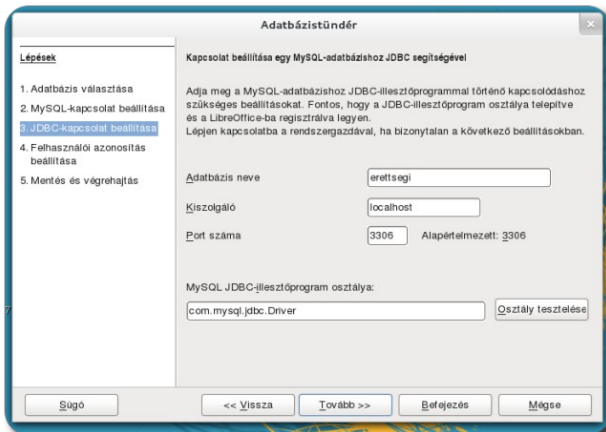 Adatbázistündér
Lépések
1. Adatbázis választása
2. MySQL-kapcsolat beállítása
3. JDBC-kapcsolat beállítása
4. Felhasználói azonosítás
beállítása
5. Mentés és végrehajtás
Kapcsolat beállítása egy MySQL-adatbázishoz JDBC segítségével
Adja meg a MySQL-adatbázishoz JDBC-illesztőprogrammal történő kapcsolódáshoz
szükséges beállításokat. Fontos, hogy a JDBC-illesztőprogram osztálya telepítve
és a LibreOffice-ba regisztrálva legyen.
Lépjen kapcsolatba a rendszergazdával, ha bizonytalan a következő beállításokban.
Adatbázis neve erettsegi
Kiszolgáló localhost
Port száma 3306 Alapértelmezett: 3306
MySQL JDBC-illesztőprogram osztálya:
com.mysql.jdbc.Driver Osztály tesztelése
Súgó << Vissza Tovább >> Befejezés Mégse